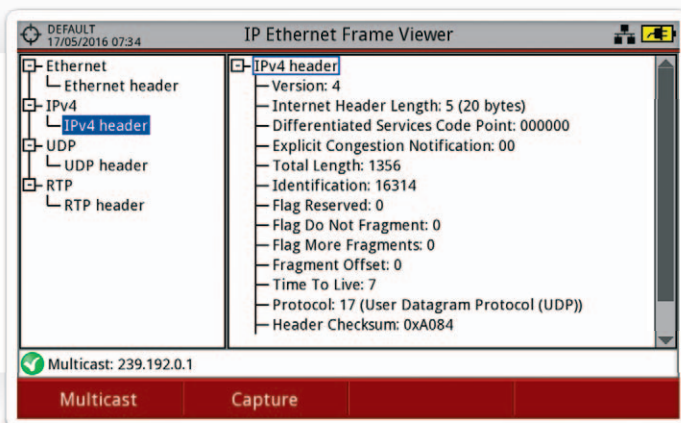 DEFAULT
17/05/2016 07:34
IP Ethernet Frame Viewer
Ethernet
Ethernet header
IPv4
IPv4 header
UDP
UDP header
RTP
RTP header
IPv4 header
Version: 4
Internet Header Length: 5 (20 bytes)
Differentiated Services Code Point: 000000
Explicit Congestion Notification: 00
Total Length: 1356
Identification: 16314
Flag Reserved: 0
Flag Do Not Fragment: 0
Flag More Fragments: 0
Fragment Offset: 0
Time To Live: 7
Protocol: 17 (User Datagram Protocol (UDP))
Header Checksum: 0xA084
Multicast: 239.192.0.1
Multicast
Capture